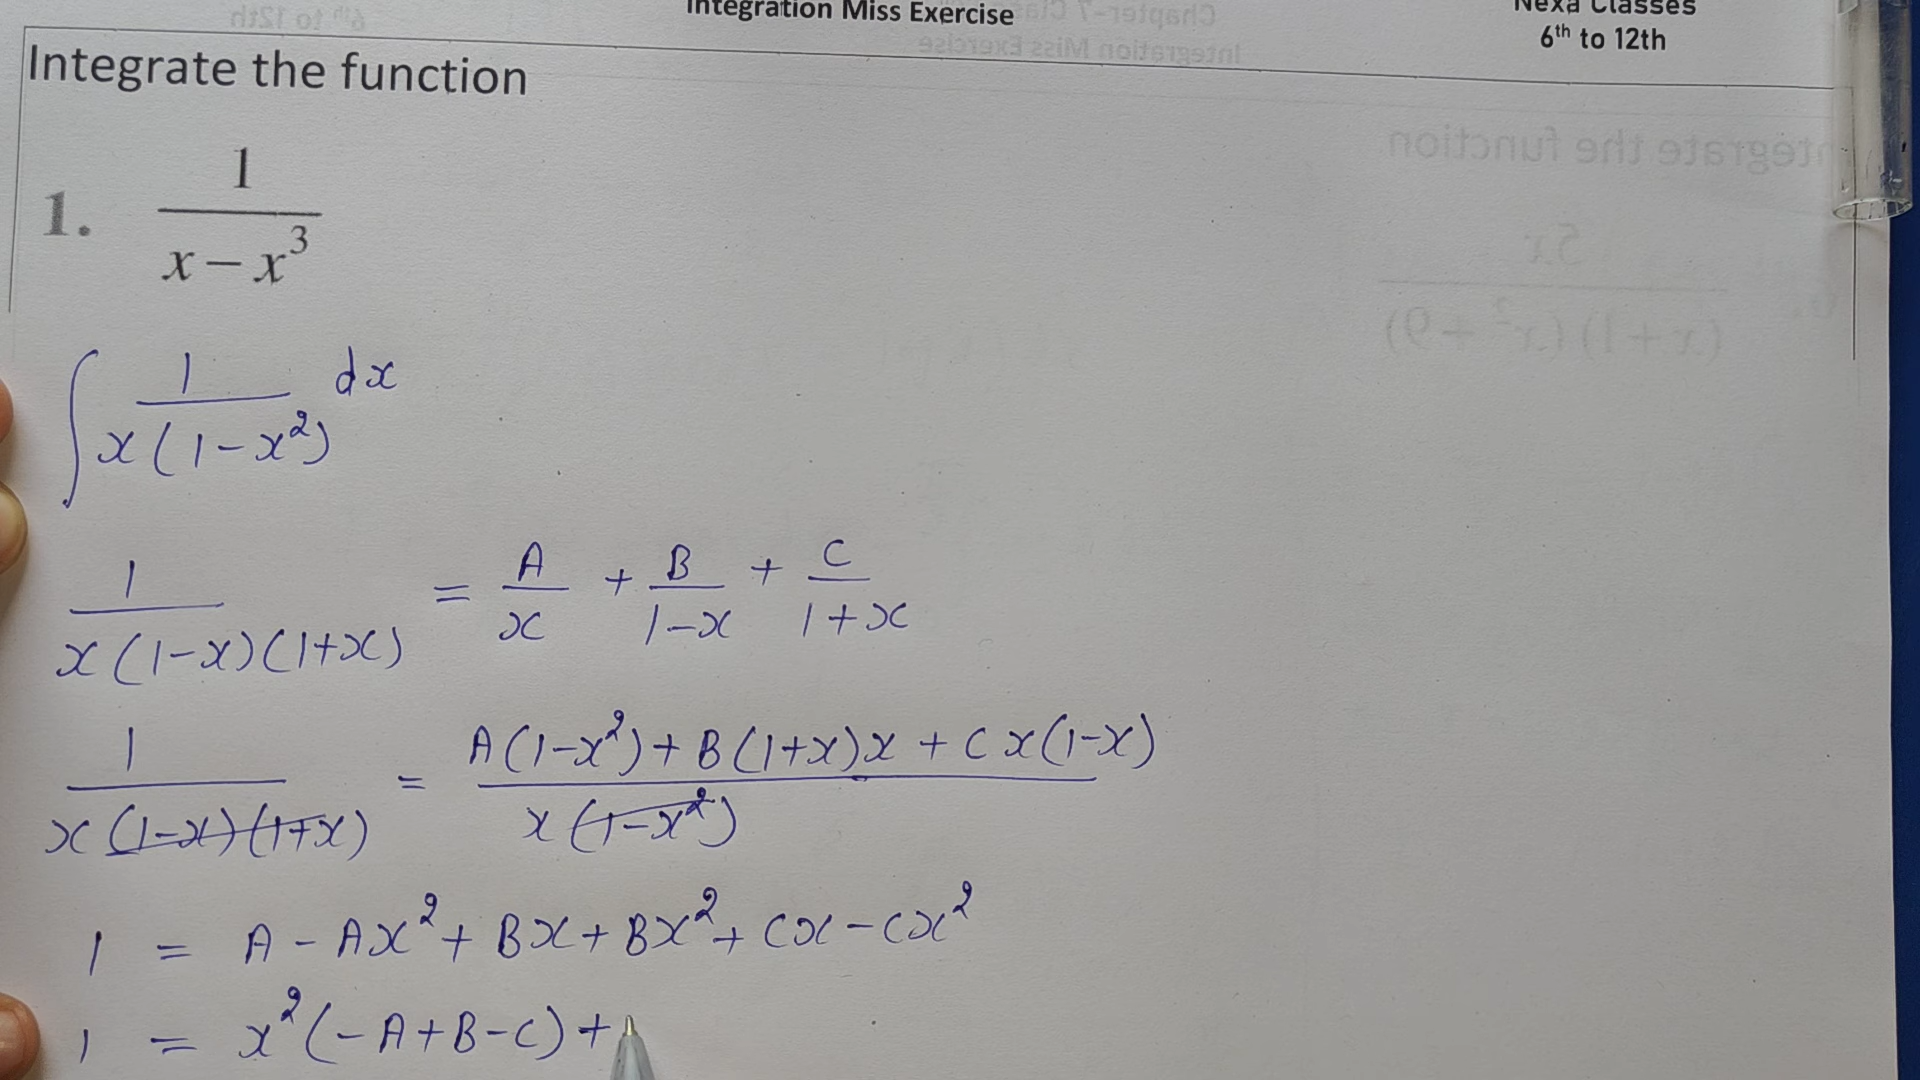 Integration Miss Exercise
Nexa Classes
6th to 12th
Integrate the function
1. 1/(x − x³)
∫ 1/(x(1-x²)) dx
1/(x(1-x)(1+x)) = A/x + B/(1-x) + C/(1+x)
1/(x(1-x)(1+x)) = (A(1-x²) + B(1+x)x + Cx(1-x))/(x(1-x²))
1 = A - Ax² + Bx + Bx² + Cx - Cx²
1 = x²(-A+B-C) +